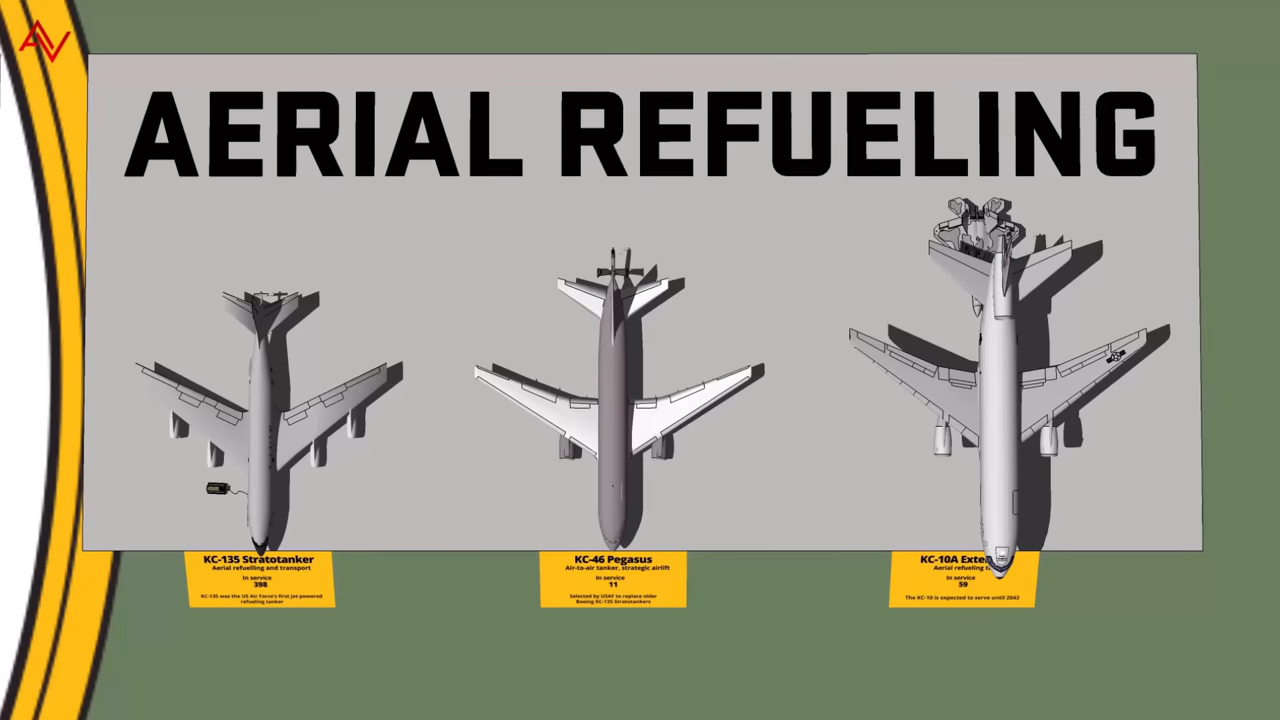 AV
AERIAL REFUELING
KC-135 Stratotanker
Aerial refuelling and transport
In service
398
KC-135 was the US Air Force's first jet-powered
refueling tanker
KC-46 Pegasus
Air-to-air tanker, strategic airlift
In service
11
Selected by USAF to replace older
Boeing KC-135 Stratotankers
KC-10A
Aerial refueling
In service
59
The KC-10 is expected to serve until 2043